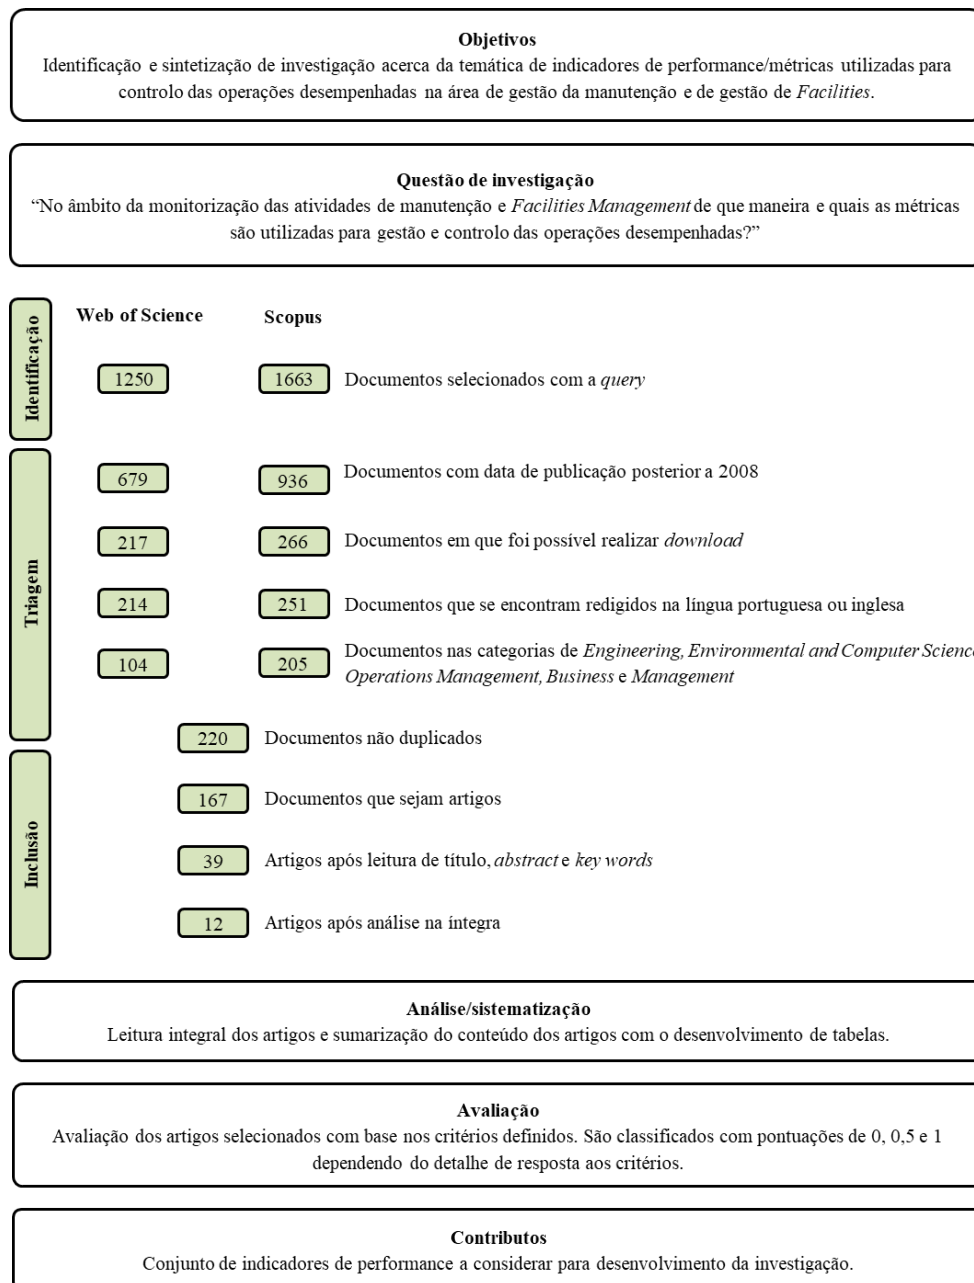 Objetivos
Identificação e sintetização de investigação acerca da temática de indicadores de performance/métricas utilizadas para
controlo das operações desempenhadas na área de gestão da manutenção e de gestão de Facilities.
Questão de investigação
“No âmbito da monitorização das atividades de manutenção e Facilities Management de que maneira e quais as métricas
são utilizadas para gestão e controlo das operações desempenhadas?”
Identificação
Web of Science Scopus
1250 1663 Documentos selecionados com a query
Triagem
679 936 Documentos com data de publicação posterior a 2008
217 266 Documentos em que foi possível realizar download
214 251 Documentos que se encontram redigidos na língua portuguesa ou inglesa
104 205 Documentos nas categorias de Engineering, Environmental and Computer Science
Operations Management, Business e Management
220 Documentos não duplicados
Inclusão
167 Documentos que sejam artigos
39 Artigos após leitura de título, abstract e key words
12 Artigos após análise na íntegra
Análise/sistematização
Leitura integral dos artigos e sumarização do conteúdo dos artigos com o desenvolvimento de tabelas.
Avaliação
Avaliação dos artigos selecionados com base nos critérios definidos. São classificados com pontuações de 0, 0,5 e 1
dependendo do detalhe de resposta aos critérios.
Contributos
Conjunto de indicadores de performance a considerar para desenvolvimento da investigação.